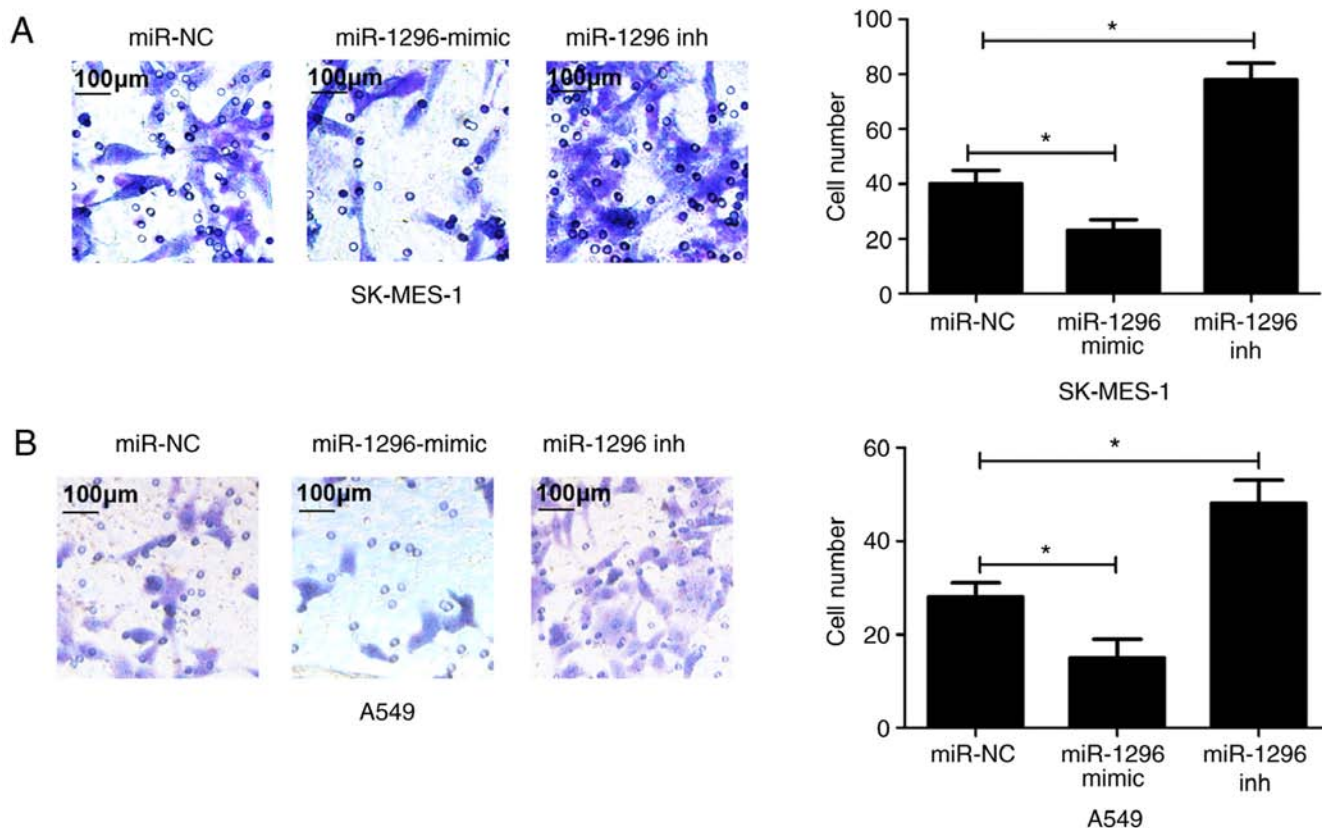 A
miR-NC
miR-1296-mimic
miR-1296 inh
100µm
100µm
100µm
SK-MES-1
Cell number
100
80
60
40
20
0
*
*
miR-NC
miR-1296
mimic
miR-1296
inh
SK-MES-1
B
miR-NC
miR-1296-mimic
miR-1296 inh
100µm
100µm
100µm
A549
Cell number
60
40
20
0
*
*
miR-NC
miR-1296
mimic
miR-1296
inh
A549